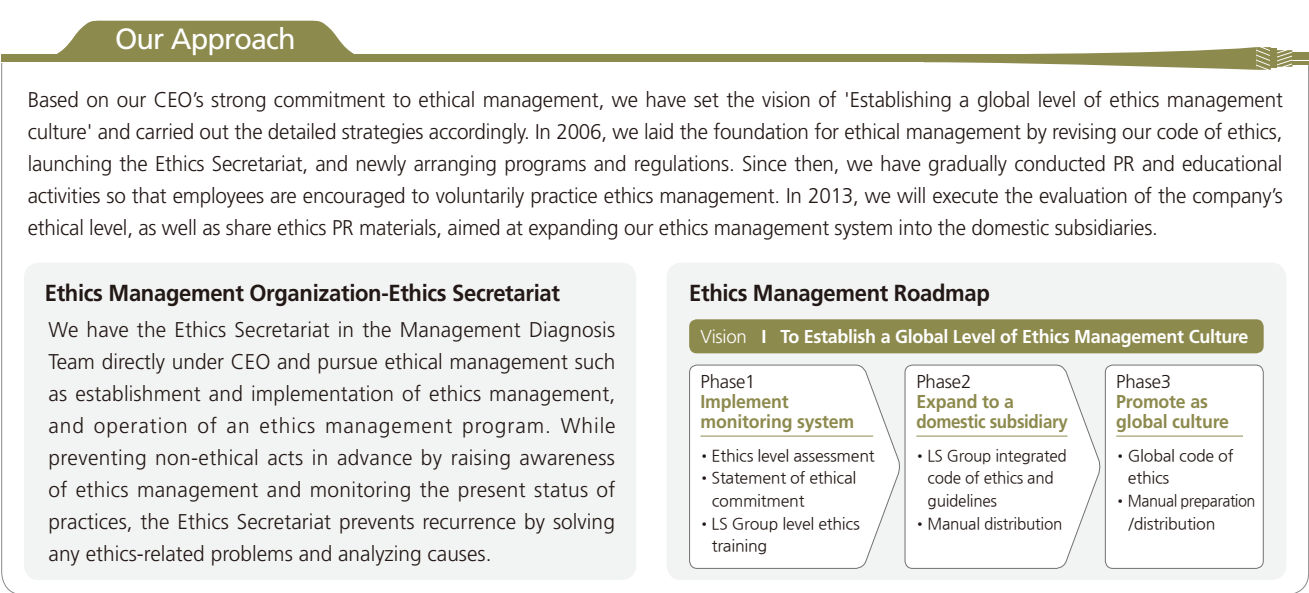 Our Approach
Based on our CEO’s strong commitment to ethical management, we have set the vision of 'Establishing a global level of ethics management
culture' and carried out the detailed strategies accordingly. In 2006, we laid the foundation for ethical management by revising our code of ethics,
launching the Ethics Secretariat, and newly arranging programs and regulations. Since then, we have gradually conducted PR and educational
activities so that employees are encouraged to voluntarily practice ethics management. In 2013, we will execute the evaluation of the company’s
ethical level, as well as share ethics PR materials, aimed at expanding our ethics management system into the domestic subsidiaries.
Ethics Management Organization-Ethics Secretariat
We have the Ethics Secretariat in the Management Diagnosis
Team directly under CEO and pursue ethical management such
as establishment and implementation of ethics management,
and operation of an ethics management program. While
preventing non-ethical acts in advance by raising awareness
of ethics management and monitoring the present status of
practices, the Ethics Secretariat prevents recurrence by solving
any ethics-related problems and analyzing causes.
Ethics Management Roadmap
Vision I To Establish a Global Level of Ethics Management Culture
Phase1
Implement
monitoring system
• Ethics level assessment
• Statement of ethical
commitment
• LS Group level ethics
training
Phase2
Expand to a
domestic subsidiary
• LS Group integrated
code of ethics and
guidelines
• Manual distribution
Phase3
Promote as
global culture
• Global code of
ethics
• Manual preparation
/distribution